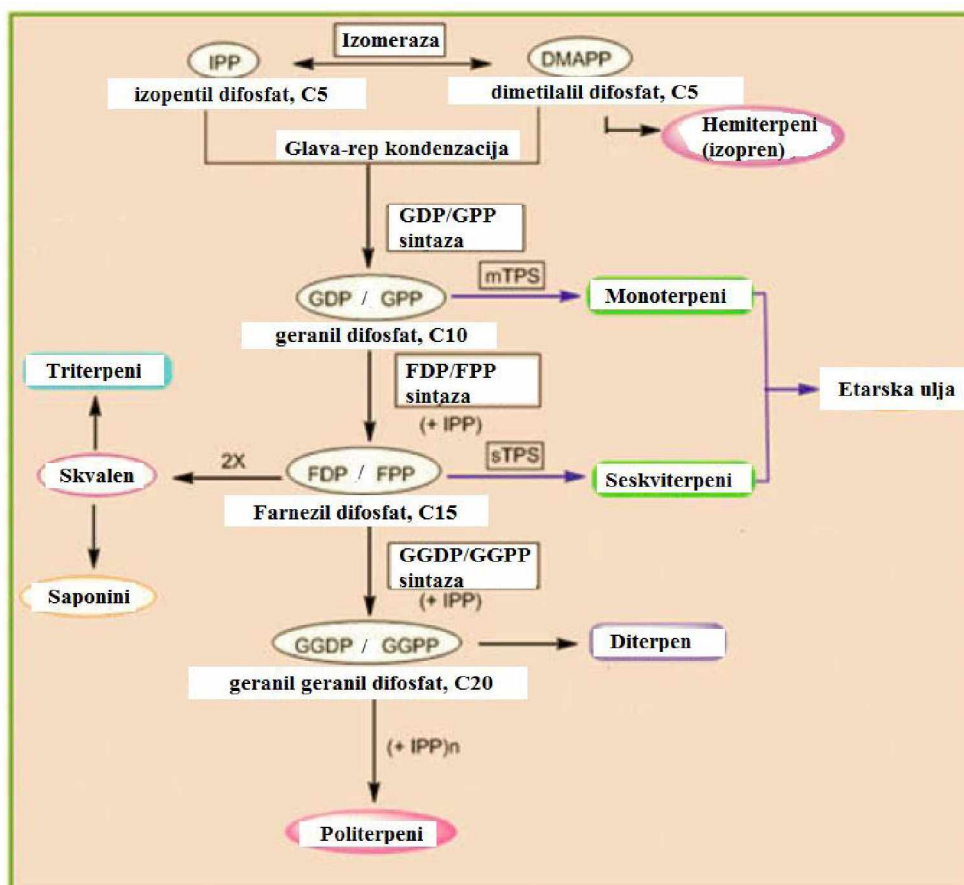 Izomeraza
IPP
DMAPP
izopentil difosfat, C5
dimetilalil difosfat, C5
Hemiterpeni
(izopren)
Glava-rep kondenzacija
GDP/GPP
sintaza
GDP / GPP
mTPS
Monoterpeni
geranil difosfat, C10
Triterpeni
FDP/FPP
sintaza
(+ IPP)
Etarska ulja
Skvalen
2X
FDP / FPP
sTPS
Seskviterpeni
Farnezil difosfat, C15
GGDP/GGPP
sintaza
(+ IPP)
Saponini
GGDP / GGPP
Diterpen
geranil geranil difosfat, C20
(+ IPP)n
Politerpeni